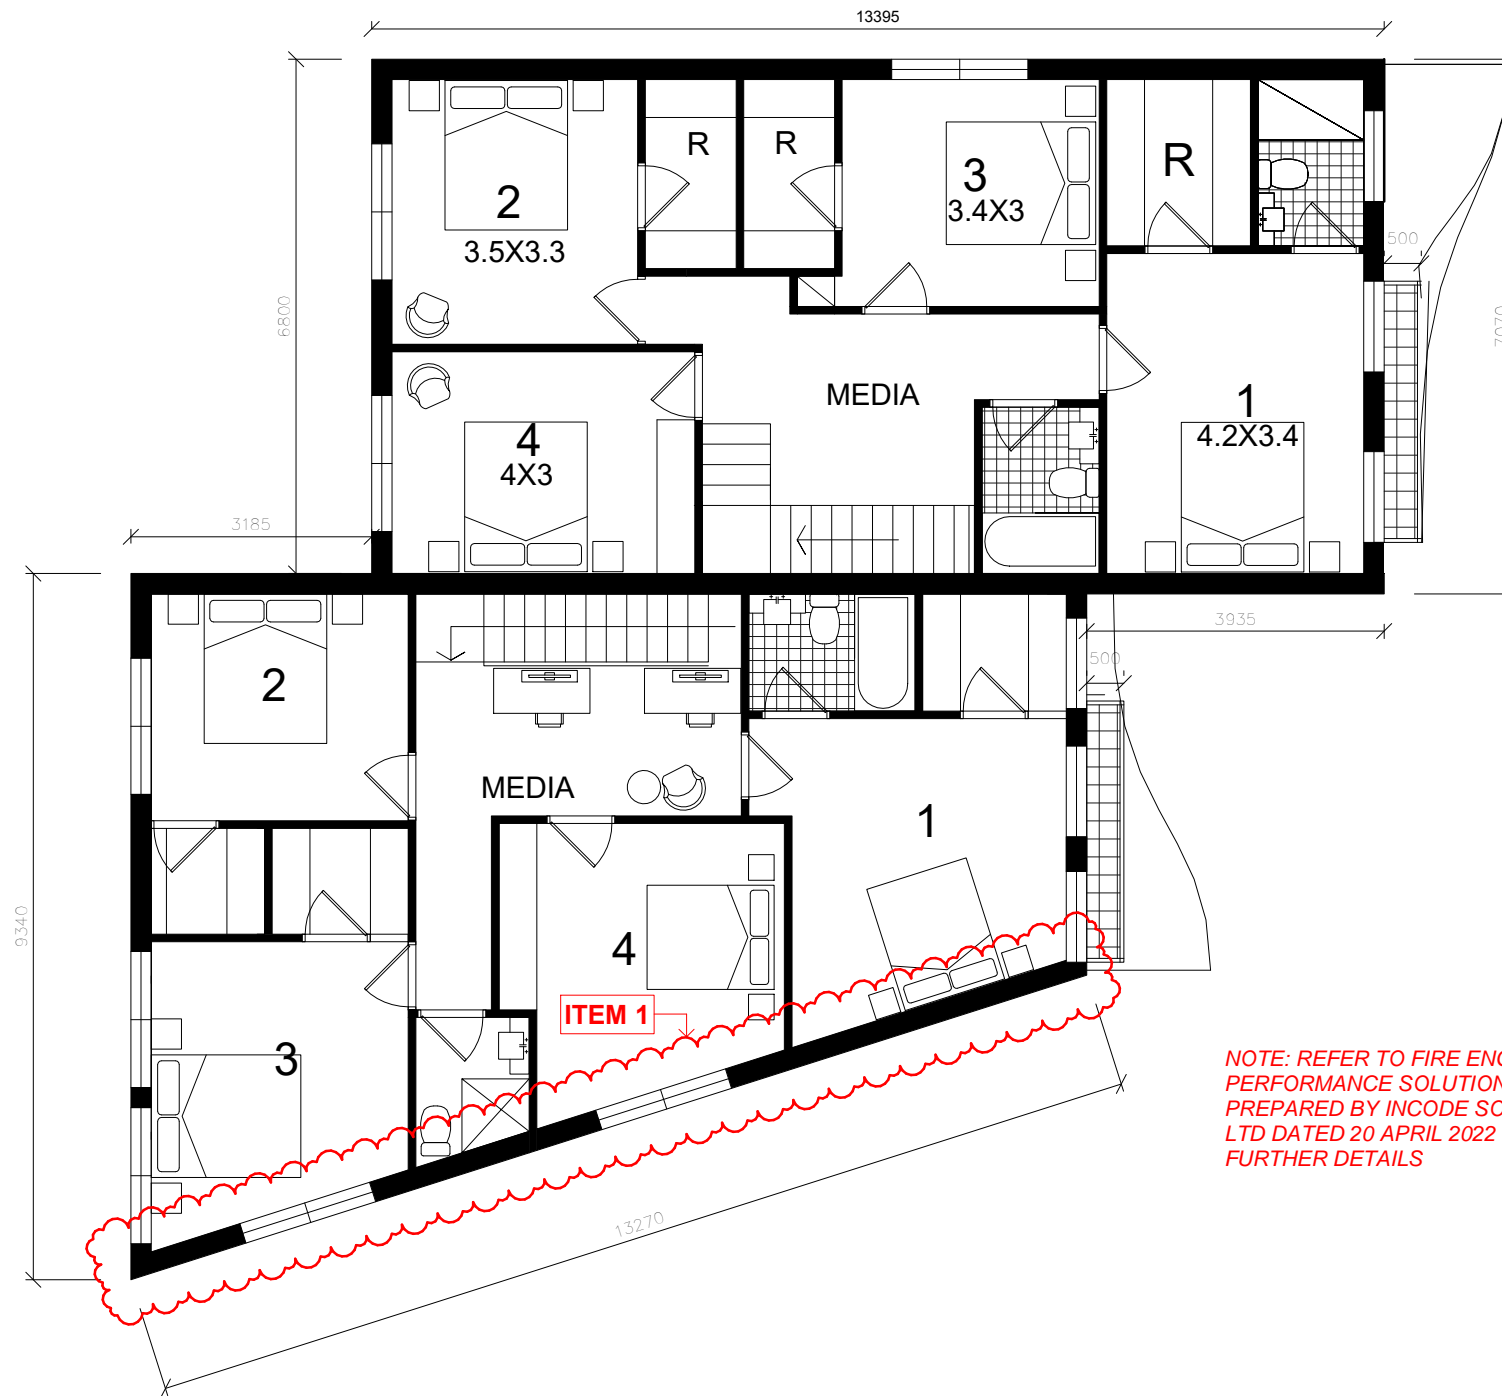 13395
R
R
3
3.4X3
R
2
3.5X3.3
500
6800
7070
MEDIA
1
4.2X3.4
4
4X3
3185
3935
500
2
MEDIA
1
9340
4
ITEM 1
3
13270
NOTE: REFER TO FIRE
PERFORMANCE SOLUTION
PREPARED BY INCODE
LTD DATED 20 APRIL 2022
FURTHER DETAILS